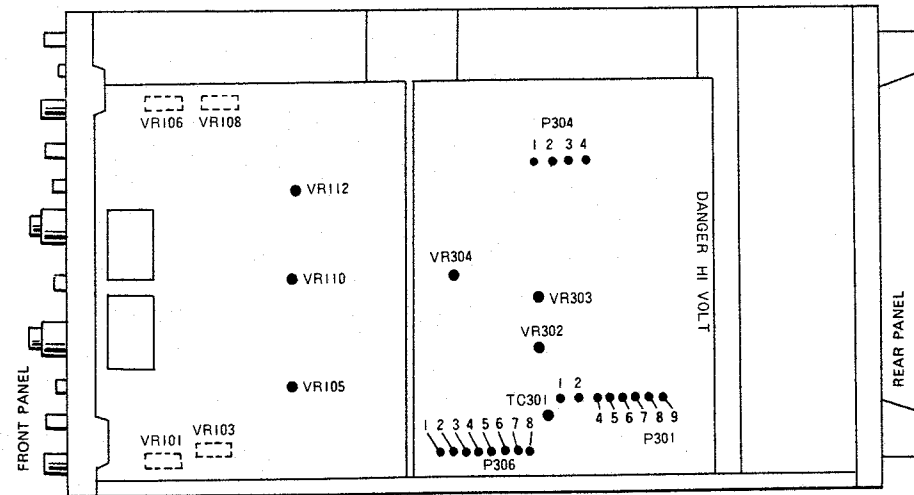 VR106 VR108
P304
1 2 3 4
VR112
DANGER HI VOLT
VR304
VR110
VR303
VR302
REAR PANEL
FRONT PANEL
VR105
1 2
TC301
4 5 6 7 8 9
P301
VR101 VR103
1 2 3 4 5 6 7 8
P306